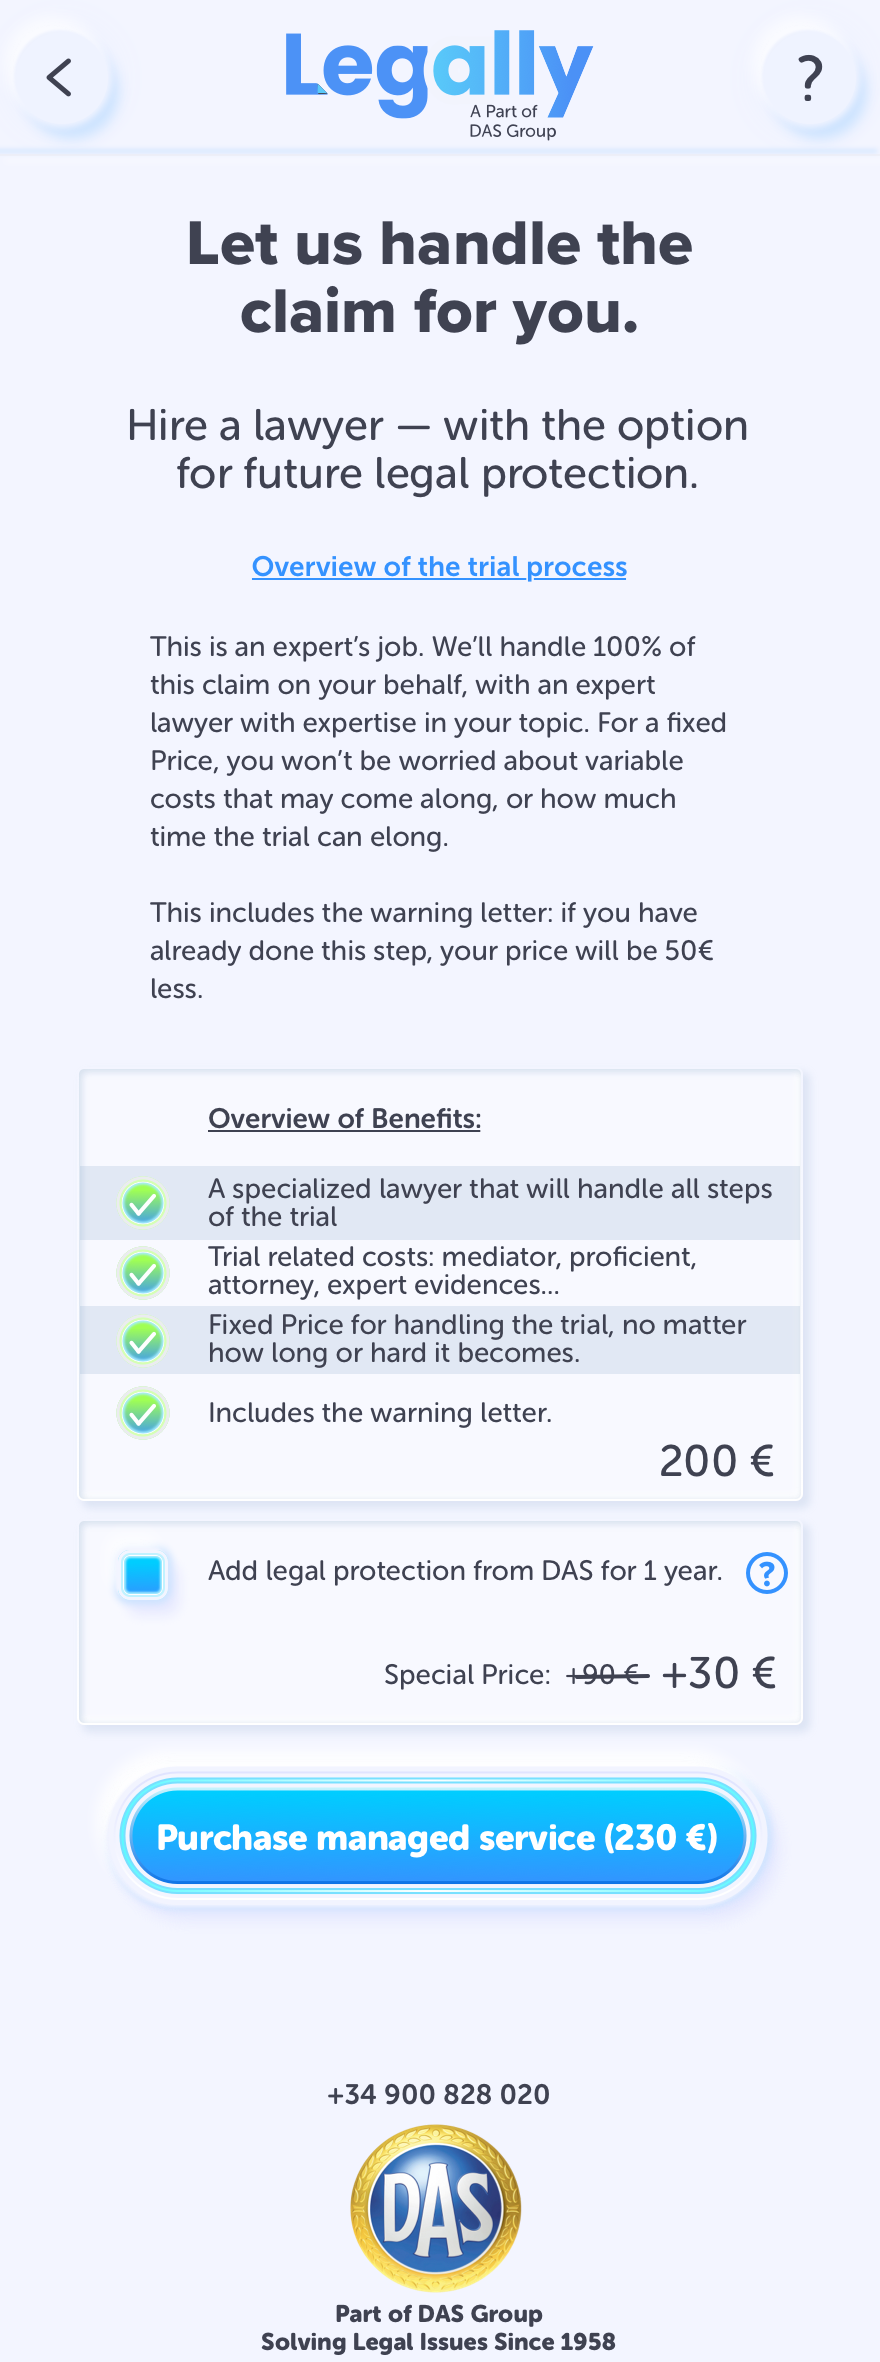 Legally
A Part of
DAS Group
?
Let us handle the
claim for you.
Hire a lawyer — with the option
for future legal protection.
Overview of the trial process
This is an expert’s job. We’ll handle 100% of
this claim on your behalf, with an expert
lawyer with expertise in your topic. For a fixed
Price, you won’t be worried about variable
costs that may come along, or how much
time the trial can elong.
This includes the warning letter: if you have
already done this step, your price will be 50€
less.
Overview of Benefits:
A specialized lawyer that will handle all steps
of the trial
Trial related costs: mediator, proficient,
attorney, expert evidences...
Fixed Price for handling the trial, no matter
how long or hard it becomes.
Includes the warning letter.
200 €
Add legal protection from DAS for 1 year. ?
Special Price: +90 € +30 €
Purchase managed service (230 €)
+34 900 828 020
DAS
Part of DAS Group
Solving Legal Issues Since 1958